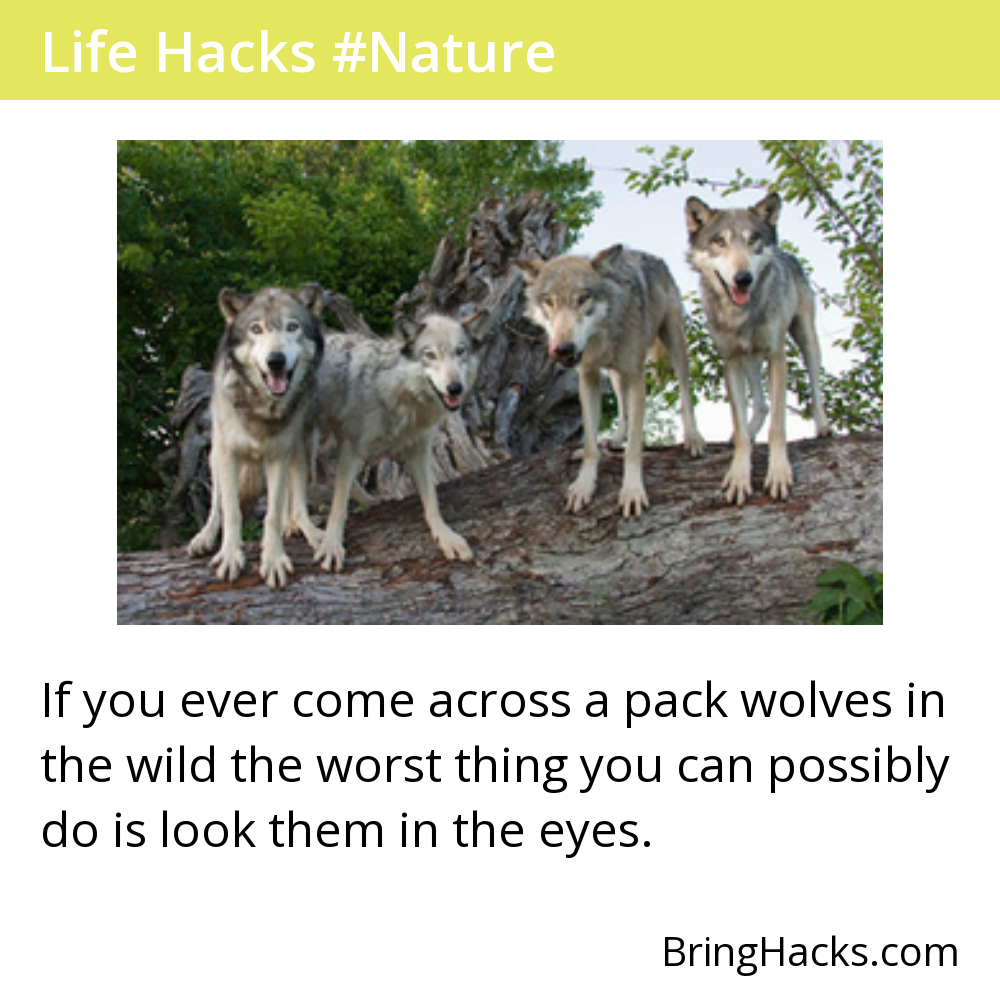 Life Hacks #Nature
If you ever come across a pack wolves in
the wild the worst thing you can possibly
do is look them in the eyes.
BringHacks.com